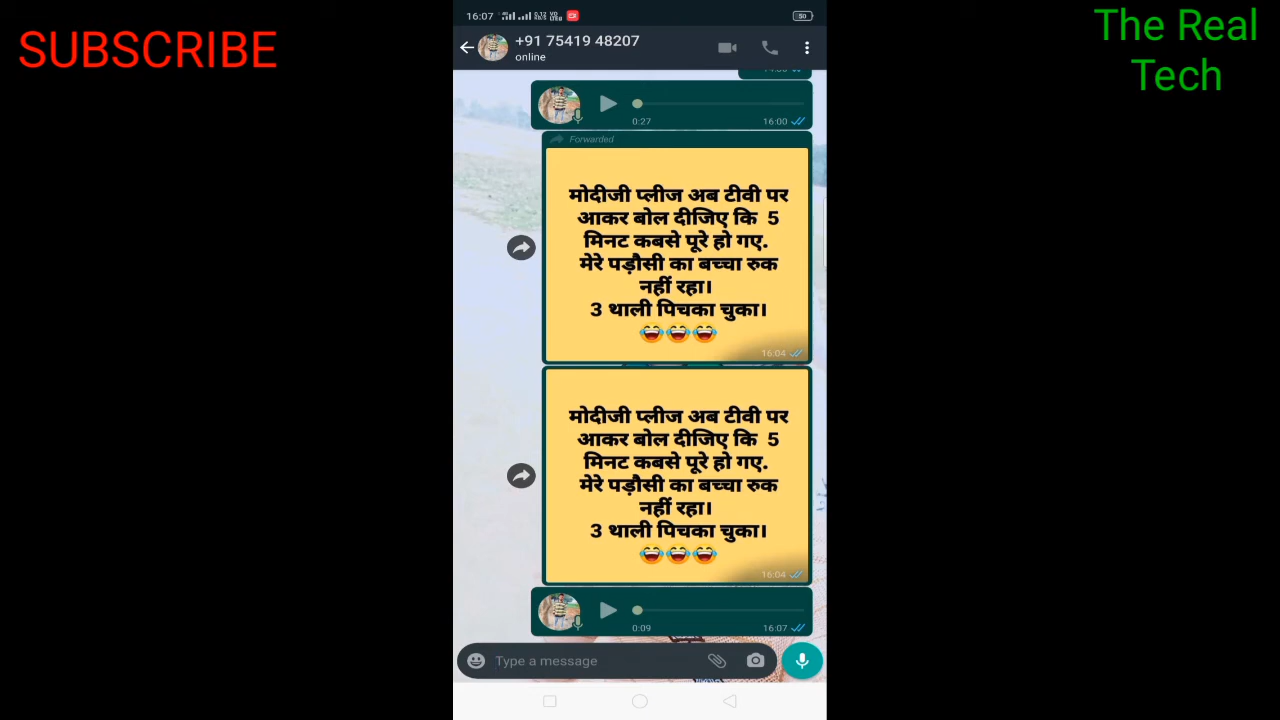 SUBSCRIBE
The Real
Tech
16:07
50
+91 75419 48207
online
0:27
16:00
Forwarded
मोदीजी प्लीज अब टीवी पर
आकर बोल दीजिए कि 5
मिनट कबसे पूरे हो गए.
मेरे पड़ौसी का बच्चा रुक
नहीं रहा।
3 थाली पिचका चुका।
😂😂😂
16:04
मोदीजी प्लीज अब टीवी पर
आकर बोल दीजिए कि 5
मिनट कबसे पूरे हो गए.
मेरे पड़ौसी का बच्चा रुक
नहीं रहा।
3 थाली पिचका चुका।
😂😂😂
16:04
0:09
16:07
Type a message